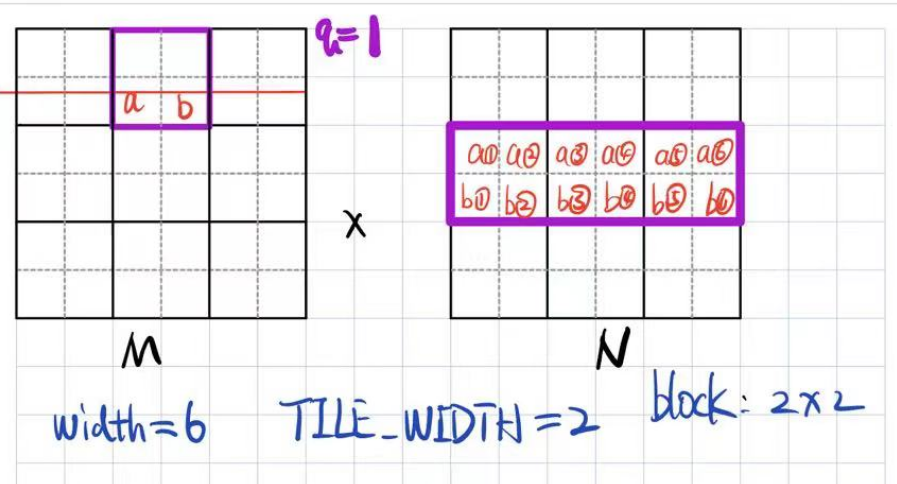 q=1
a b
a① a② a③ a④ a⑤ a⑥
b① b② b③ b④ b⑤ b⑥
x
M N
width=6 TILE_WIDTH=2 block: 2x2